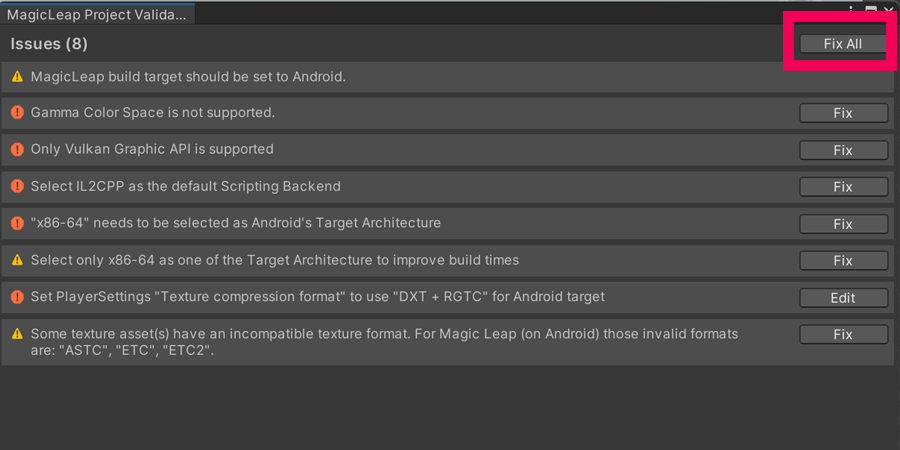 MagicLeap Project Valida...
Issues (8)
Fix All
MagicLeap build target should be set to Android.
Gamma Color Space is not supported.
Fix
Only Vulkan Graphic API is supported
Fix
Select IL2CPP as the default Scripting Backend
Fix
"x86-64" needs to be selected as Android's Target Architecture
Fix
Select only x86-64 as one of the Target Architecture to improve build times
Fix
Set PlayerSettings "Texture compression format" to use "DXT + RGTC" for Android target
Edit
Some texture asset(s) have an incompatible texture format. For Magic Leap (on Android) those invalid formats
are: "ASTC", "ETC", "ETC2".
Fix